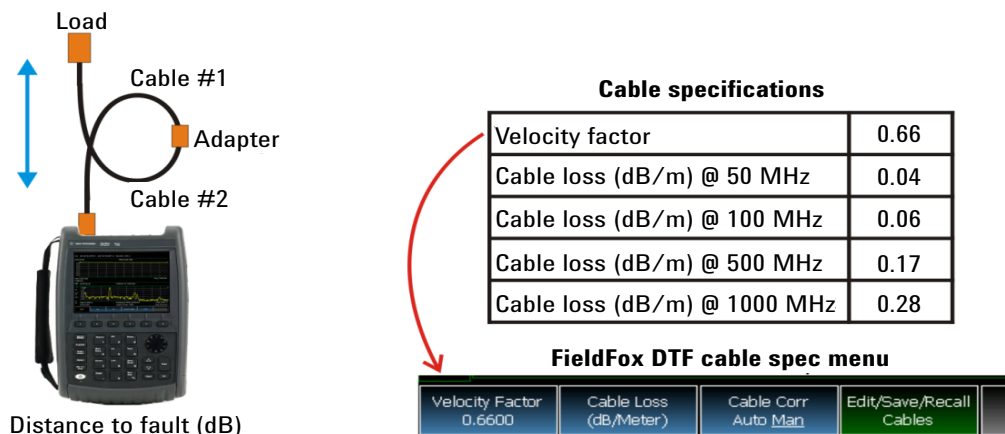 Load
Cable #1
Adapter
Cable #2
Distance to fault (dB)
Cable specifications
Velocity factor 0.66
Cable loss (dB/m) @ 50 MHz 0.04
Cable loss (dB/m) @ 100 MHz 0.06
Cable loss (dB/m) @ 500 MHz 0.17
Cable loss (dB/m) @ 1000 MHz 0.28
FieldFox DTF cable spec menu
Velocity Factor
0.6600
Cable Loss
(dB/Meter)
Cable Corr
Auto Man
Edit/Save/Recall
Cables